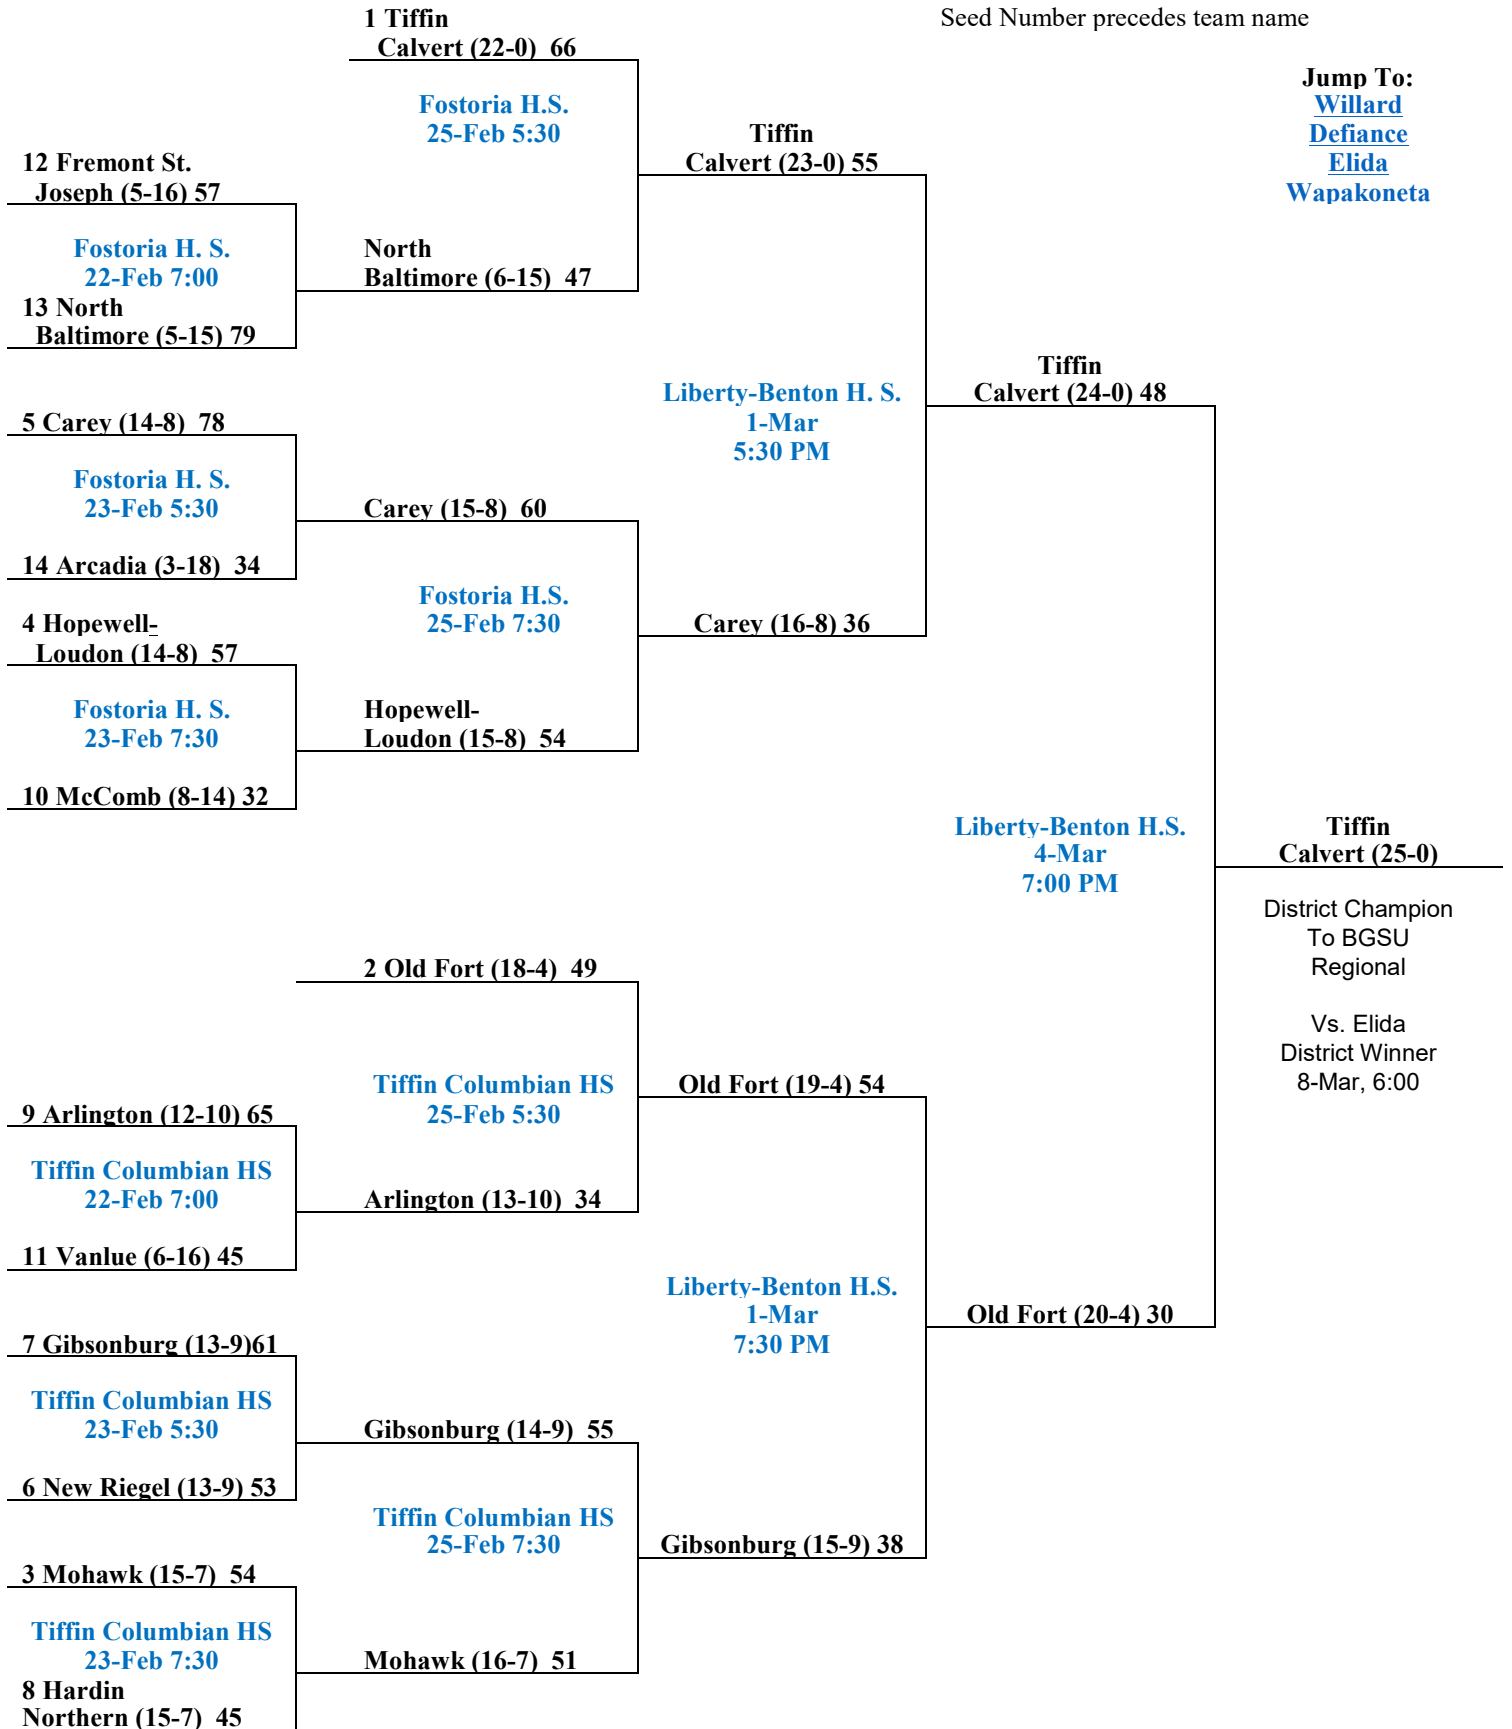 1 Tiffin
Calvert (22-0) 66
Seed Number precedes team name
Jump To:
Willard
Defiance
Elida
Wapakoneta
Fostoria H.S.
25-Feb 5:30
Tiffin
Calvert (23-0) 55
12 Fremont St.
Joseph (5-16) 57
Fostoria H. S.
22-Feb 7:00
North
Baltimore (6-15) 47
13 North
Baltimore (5-15) 79
Tiffin
Calvert (24-0) 48
Liberty-Benton H. S.
1-Mar
5:30 PM
5 Carey (14-8) 78
Fostoria H. S.
23-Feb 5:30
Carey (15-8) 60
14 Arcadia (3-18) 34
Fostoria H.S.
25-Feb 7:30
Carey (16-8) 36
4 Hopewell-
Loudon (14-8) 57
Fostoria H. S.
23-Feb 7:30
Hopewell-
Loudon (15-8) 54
10 McComb (8-14) 32
Liberty-Benton H.S.
4-Mar
7:00 PM
Tiffin
Calvert (25-0)
District Champion
To BGSU
Regional
Vs. Elida
District Winner
8-Mar, 6:00
2 Old Fort (18-4) 49
Tiffin Columbian HS
25-Feb 5:30
Old Fort (19-4) 54
9 Arlington (12-10) 65
Tiffin Columbian HS
22-Feb 7:00
Arlington (13-10) 34
11 Vanlue (6-16) 45
Liberty-Benton H.S.
1-Mar
7:30 PM
Old Fort (20-4) 30
7 Gibsonburg (13-9)61
Tiffin Columbian HS
23-Feb 5:30
Gibsonburg (14-9) 55
6 New Riegel (13-9) 53
Tiffin Columbian HS
25-Feb 7:30
Gibsonburg (15-9) 38
3 Mohawk (15-7) 54
Tiffin Columbian HS
23-Feb 7:30
Mohawk (16-7) 51
8 Hardin
Northern (15-7) 45